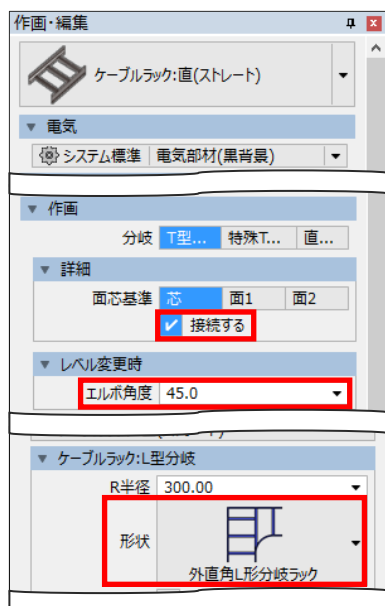 作画・編集
ケーブルラック:直(ストレート)
電気
システム標準 電気部材(黒背景)
作画
分岐 T型... 特殊T... 直...
詳細
面芯基準 芯 面1 面2
接続する
レベル変更時
エルボ角度 45.0
ケーブルラック:L型分岐
R半径 300.00
形状
外直角L形分岐ラック